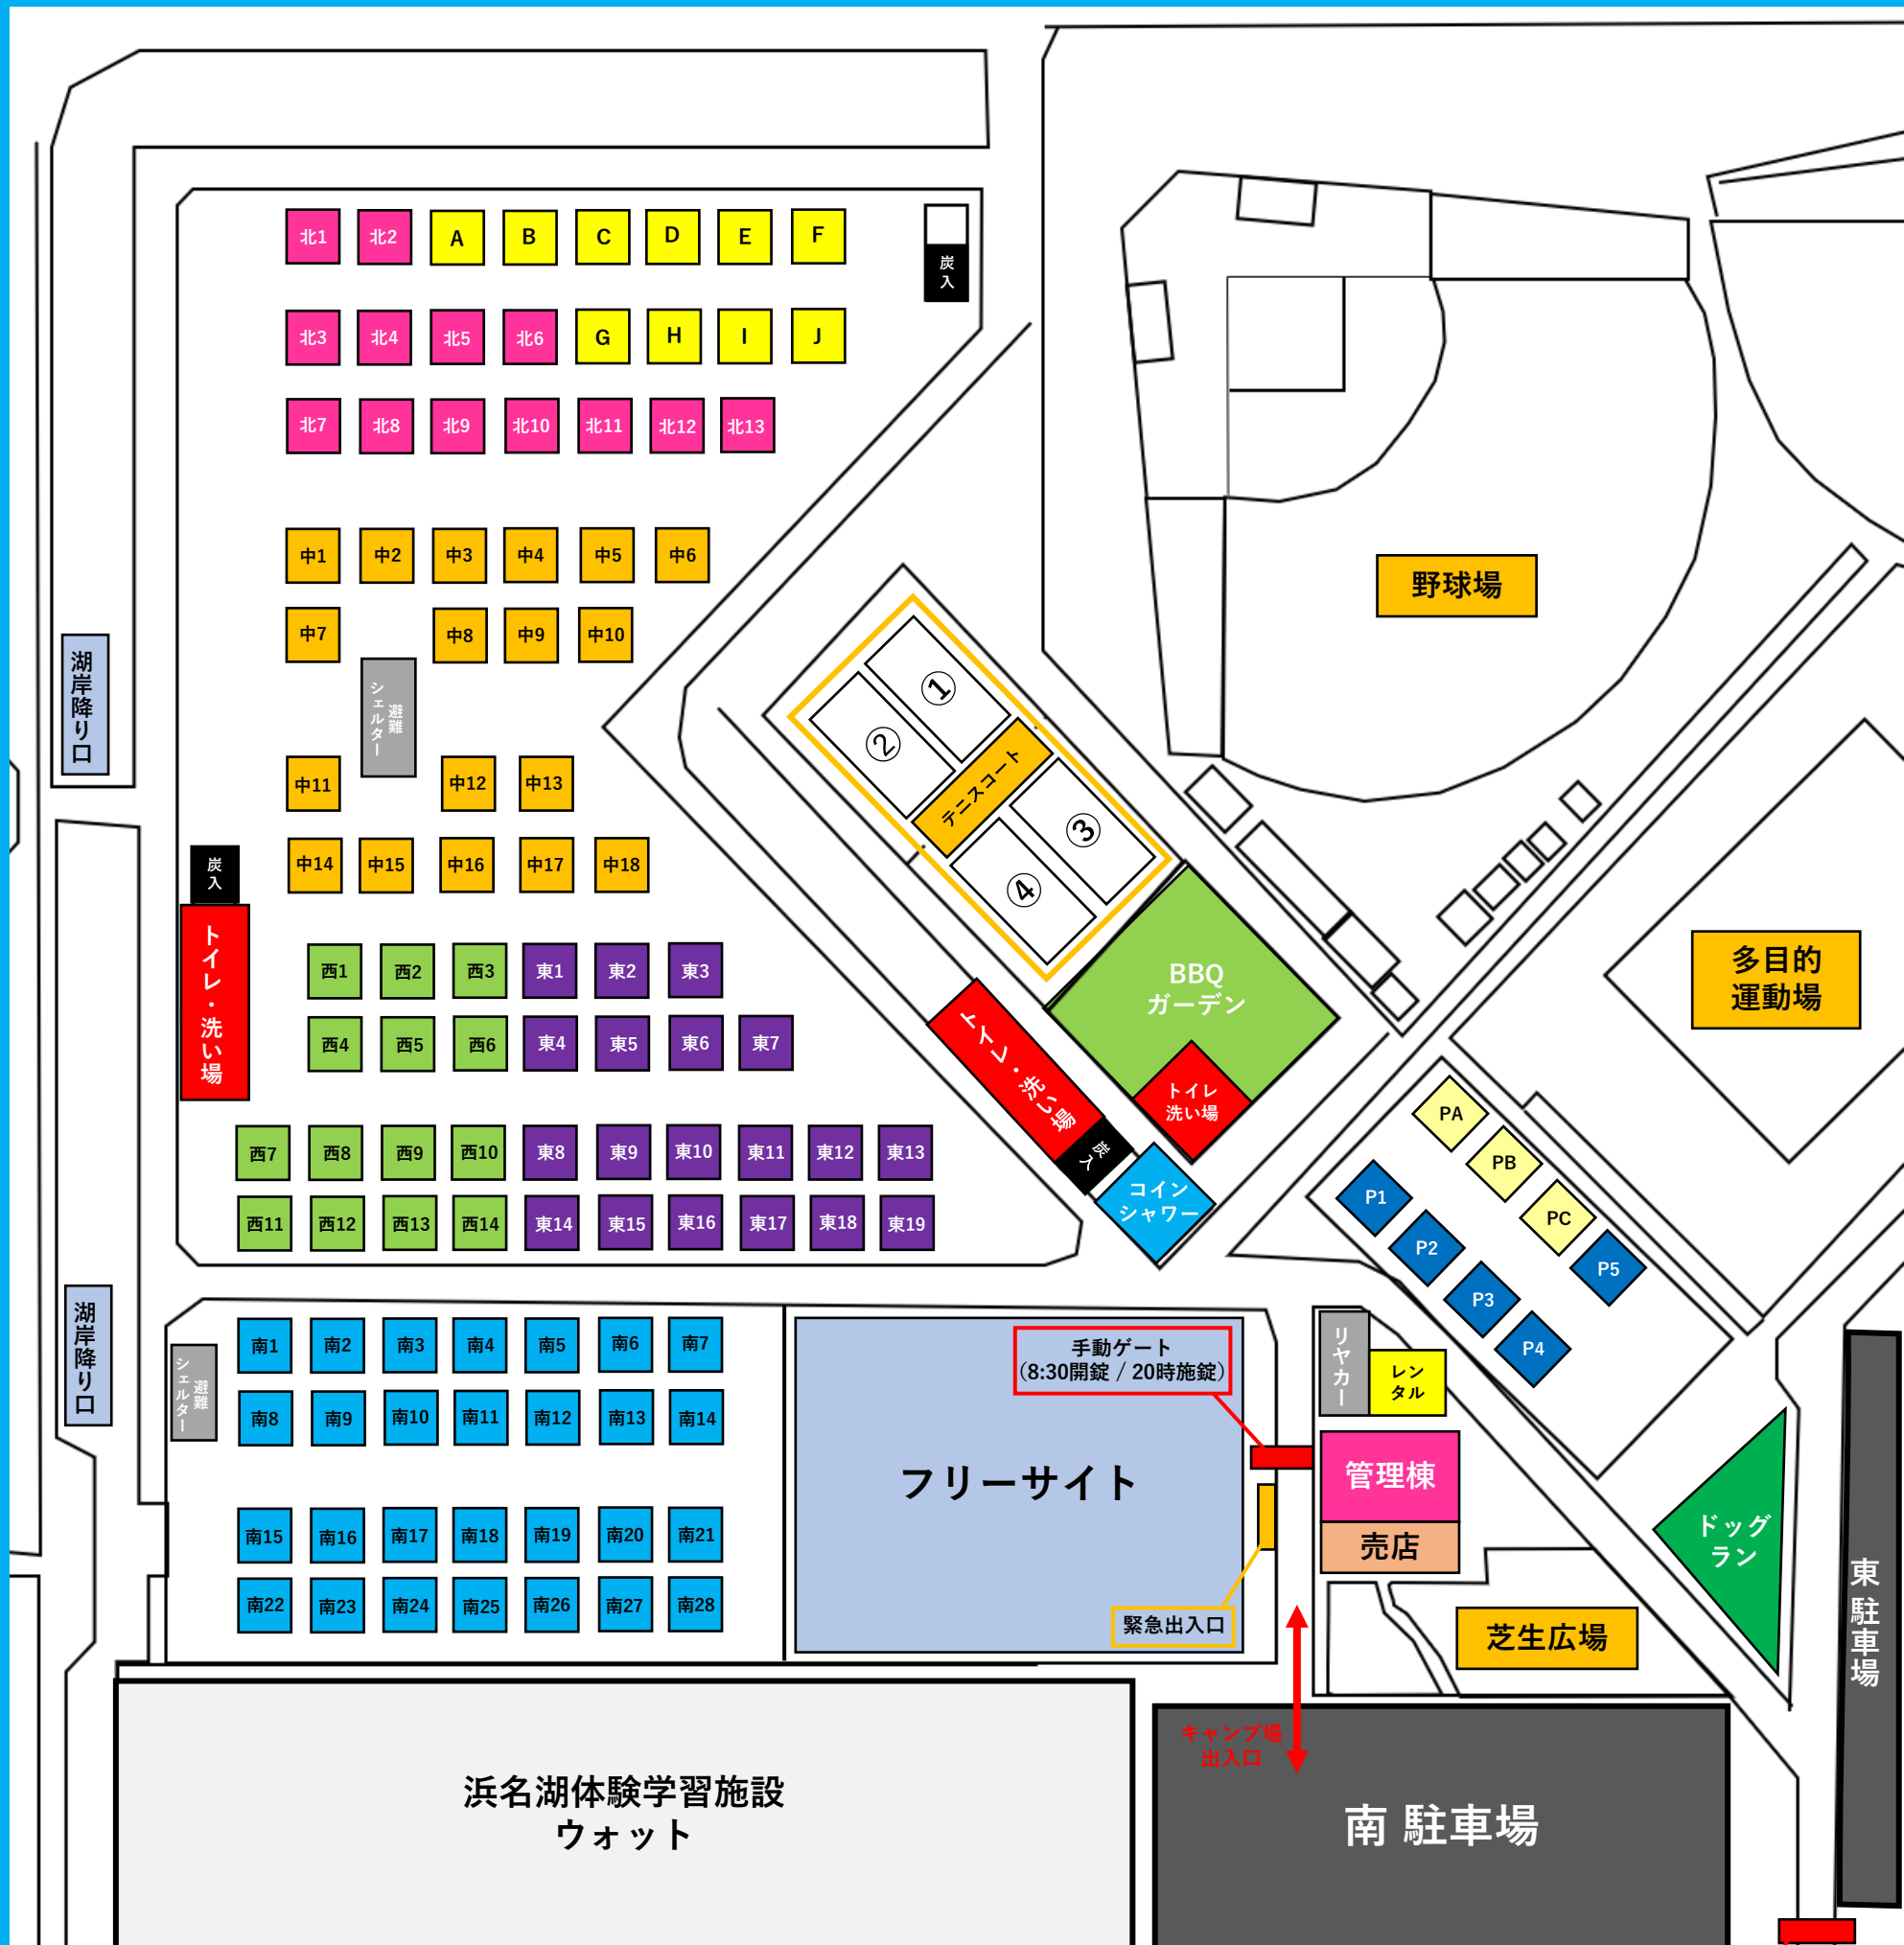 北1 北2 A B C D E F
炭
入
北3 北4 北5 北6 G H I J
北7 北8 北9 北10 北11 北12 北13
中1 中2 中3 中4 中5 中6
中7 中8 中9 中10
避難
シェルター
中11 中12 中13
中14 中15 中16 中17 中18
湖岸降り口
炭
入
トイレ・洗い場
西1 西2 西3 東1 東2 東3
西4 西5 西6 東4 東5 東6 東7
西7 西8 西9 西10 東8 東9 東10 東11 東12 東13
西11 西12 西13 西14 東14 東15 東16 東17 東18 東19
①
②
テニスコート
③
④
野球場
多目的
運動場
BBQ
ガーデン
トイレ
洗い場
トイレ・洗い場
炭
入
コイン
シャワー
PA
PB
PC
P1
P2
P3
P4
P5
湖岸降り口
避難
シェルター
南1 南2 南3 南4 南5 南6 南7
南8 南9 南10 南11 南12 南13 南14
南15 南16 南17 南18 南19 南20 南21
南22 南23 南24 南25 南26 南27 南28
手動ゲート
(8:30開錠 / 20時施錠)
フリーサイト
緊急出入口
リヤカー
レン
タル
管理棟
売店
芝生広場
ドッグ
ラン
東 駐車場
キャンプ場
出入口
南 駐車場
浜名湖体験学習施設
ウォット